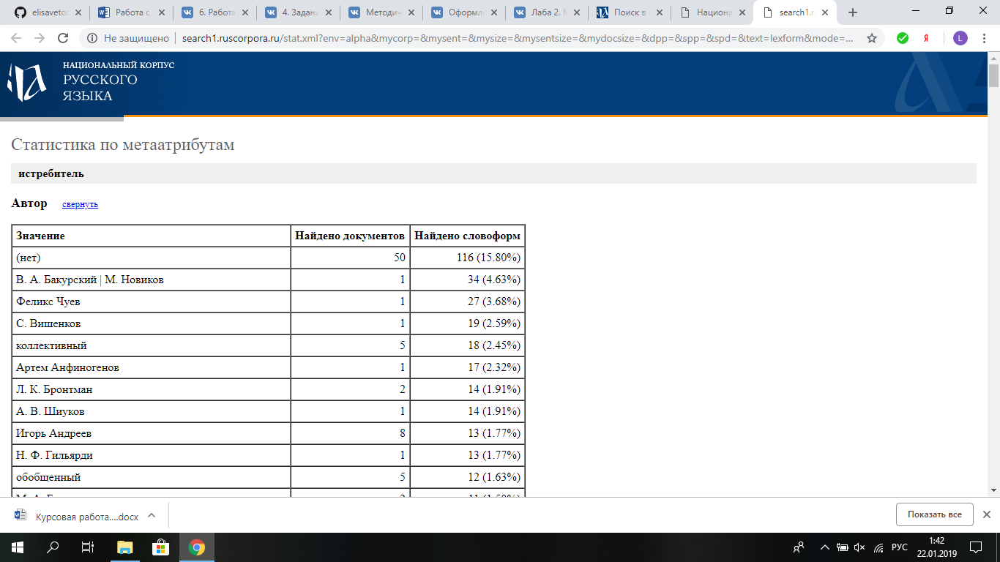 elisavetoc
Работа с
6. Работа
4. Задани
Методич
Оформл
Лаба 2. М
Поиск в
Национа
search1.r
Не защищено
search1.ruscorpora.ru/stat.xml?env=alpha&mycorp=&mysent=&mysize=&mysentsize=&mydocsize=&dpp=&spp=&spd=&text=lexform&mode=...
Я
L
НАЦИОНАЛЬНЫЙ КОРПУС
РУССКОГО
ЯЗЫКА
Статистика по метаатрибутам
истребитель
Автор свернуть
Значение Найдено документов Найдено словоформ
(нет) 50 116 (15.80%)
В. А. Бакурский | М. Новиков 1 34 (4.63%)
Феликс Чуев 1 27 (3.68%)
С. Вишенков 1 19 (2.59%)
коллективный 5 18 (2.45%)
Артем Анфиногенов 1 17 (2.32%)
Л. К. Бронтман 2 14 (1.91%)
А. В. Шиуков 1 14 (1.91%)
Игорь Андреев 8 13 (1.77%)
Н. Ф. Гильярди 1 13 (1.77%)
обобщенный 5 12 (1.63%)
Курсовая работа....docx
Показать все
РУС
1:42
22.01.2019